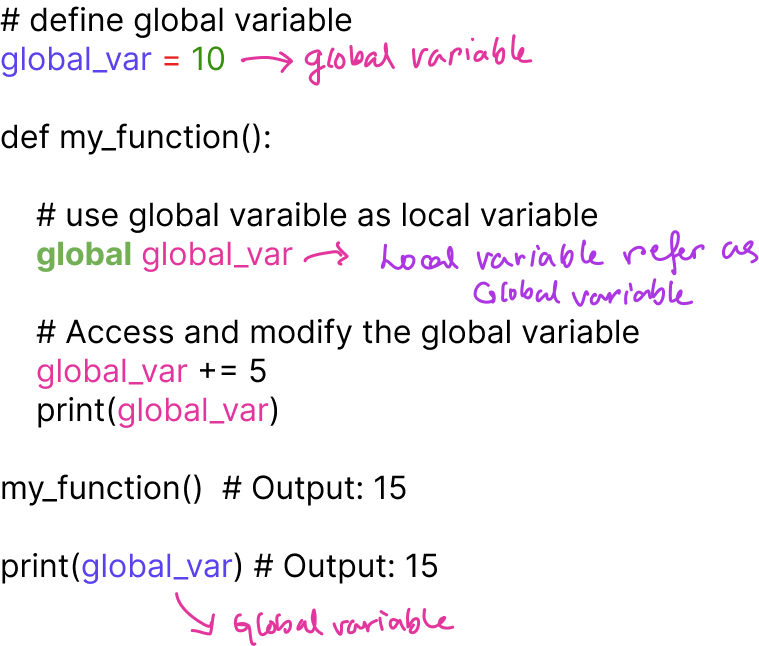 # define global variable
global_var = 10 → global variable
def my_function():
# use global varaible as local variable
global global_var → Local variable refer as
Global variable
# Access and modify the global variable
global_var += 5
print(global_var)
my_function()  # Output: 15
print(global_var) # Output: 15
Global variable